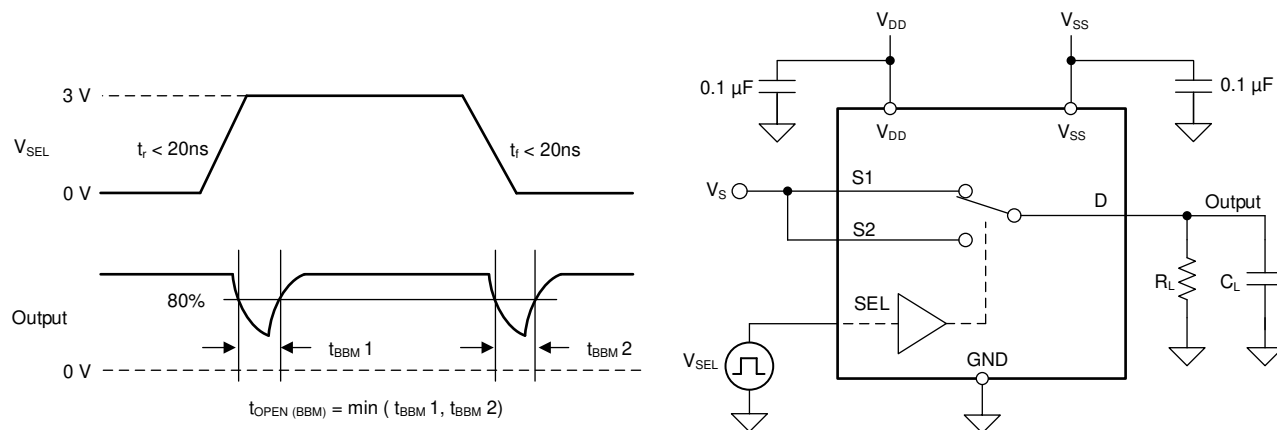 3 V
V_SEL
t_r < 20ns
t_f < 20ns
0 V
80%
Output
t_BBM 1
t_BBM 2
0 V
t_OPEN (BBM) = min ( t_BBM 1, t_BBM 2)
V_DD
V_SS
0.1 µF
0.1 µF
V_DD
V_SS
V_S
S1
D
Output
S2
R_L
C_L
SEL
V_SEL
GND